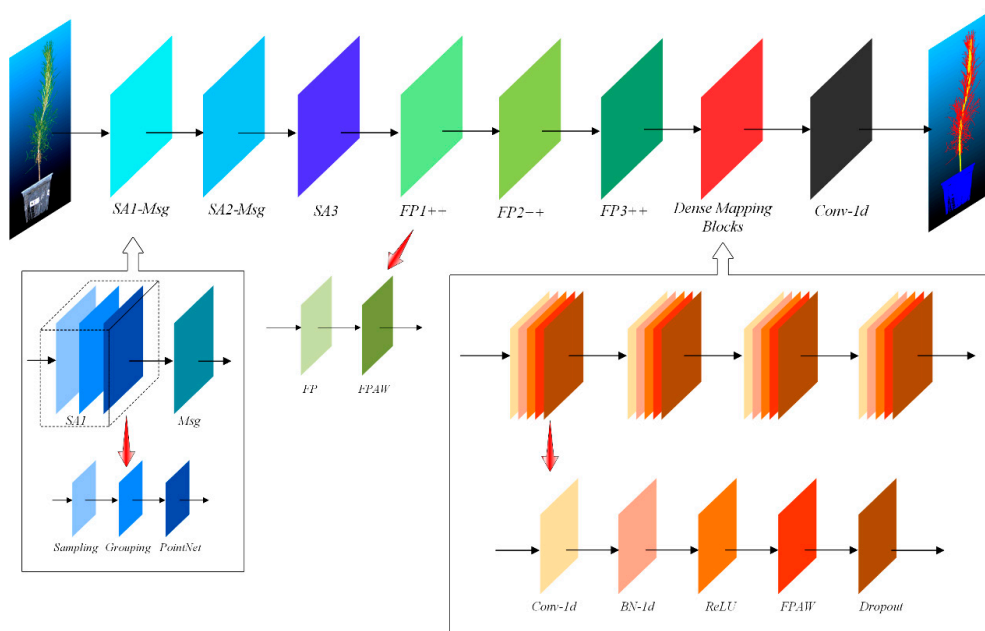 SA1-Msg
SA2-Msg
SA3
FP1++
FP2++
FP3++
Dense Mapping
Blocks
Conv-1d
SA1
Msg
Sampling
Grouping
PointNet
FP
FPAW
Conv-1d
BN-1d
ReLU
FPAW
Dropout